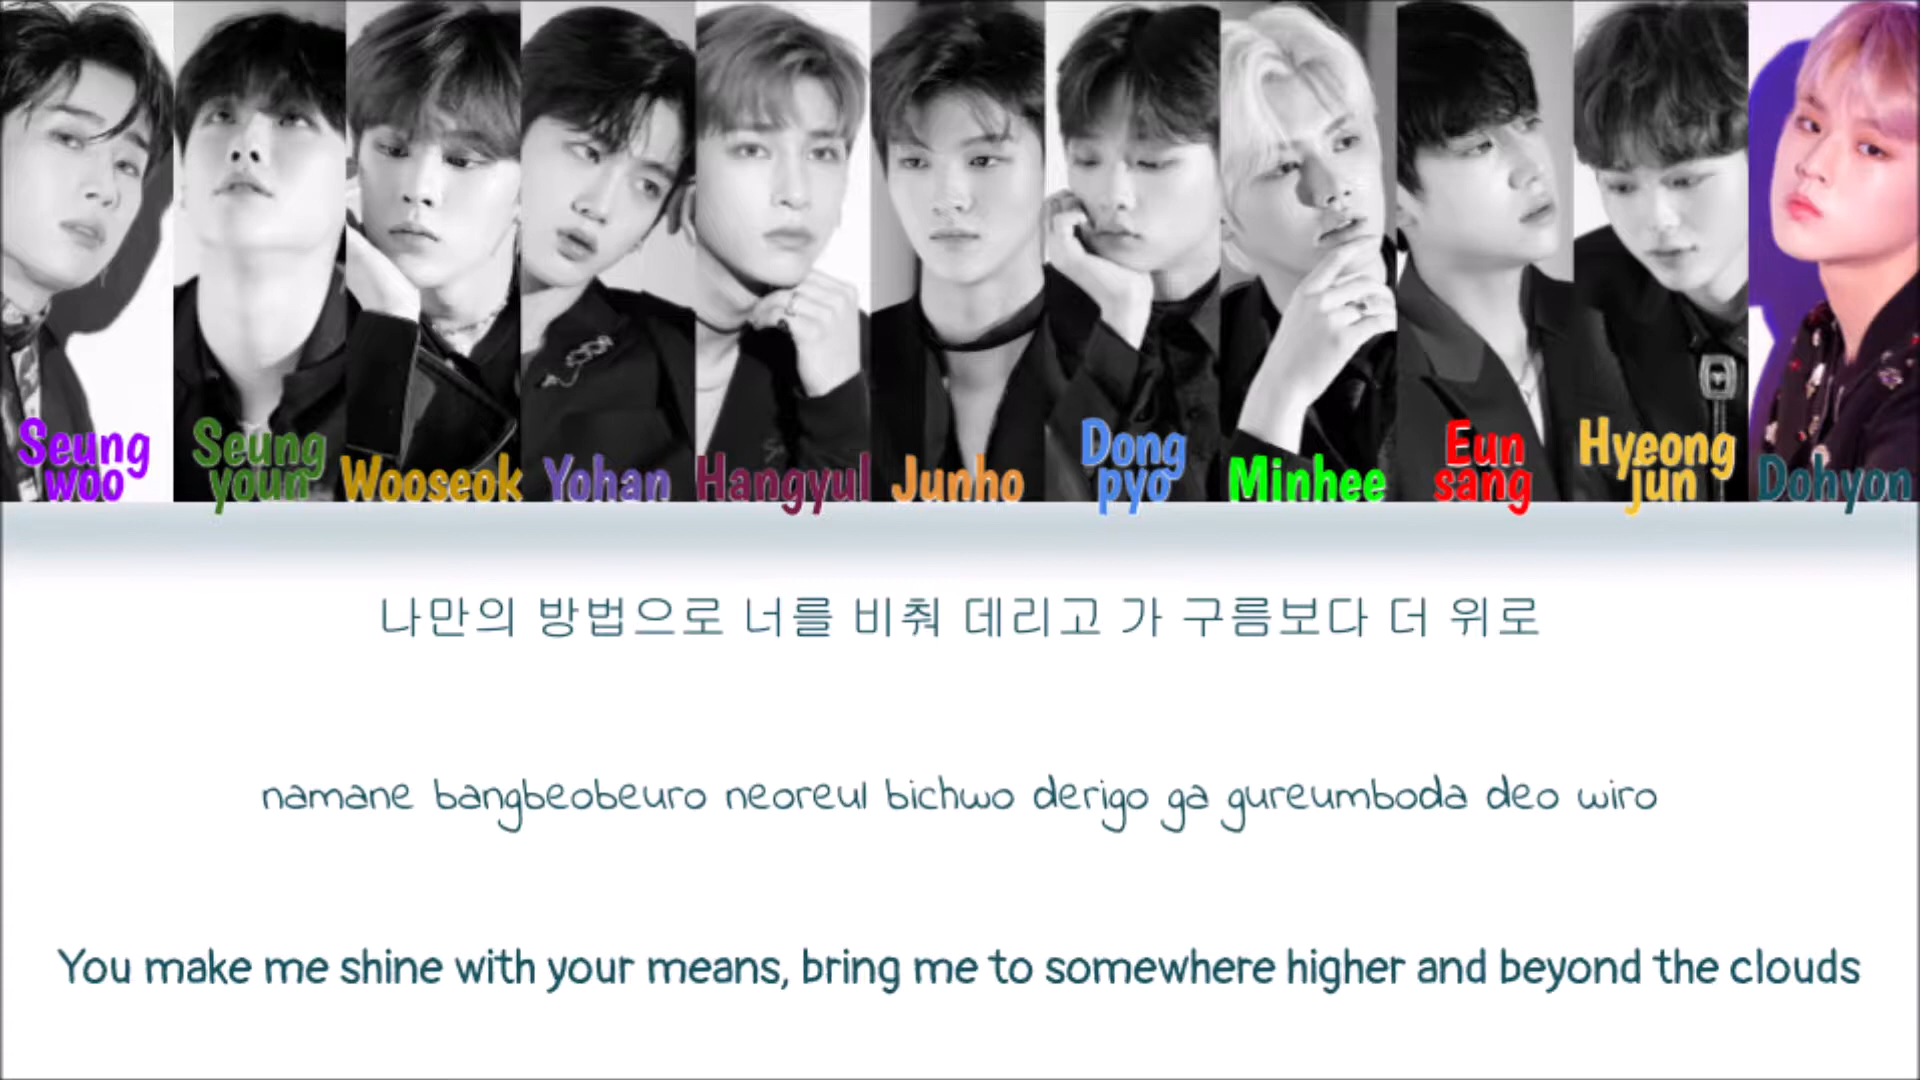 Seung
woo
Seung
youn
Wooseok
Yohan
Hangyul
Junho
Dong
pyo
Minhee
Eun
sang
Hyeong
jun
Dohyon
나만의 방법으로 너를 비춰 데리고 가 구름보다 더 위로
namane bangbeobeuro neoreul bichwo derigo ga gureumboda deo wiro
You make me shine with your means, bring me to somewhere higher and beyond the clouds